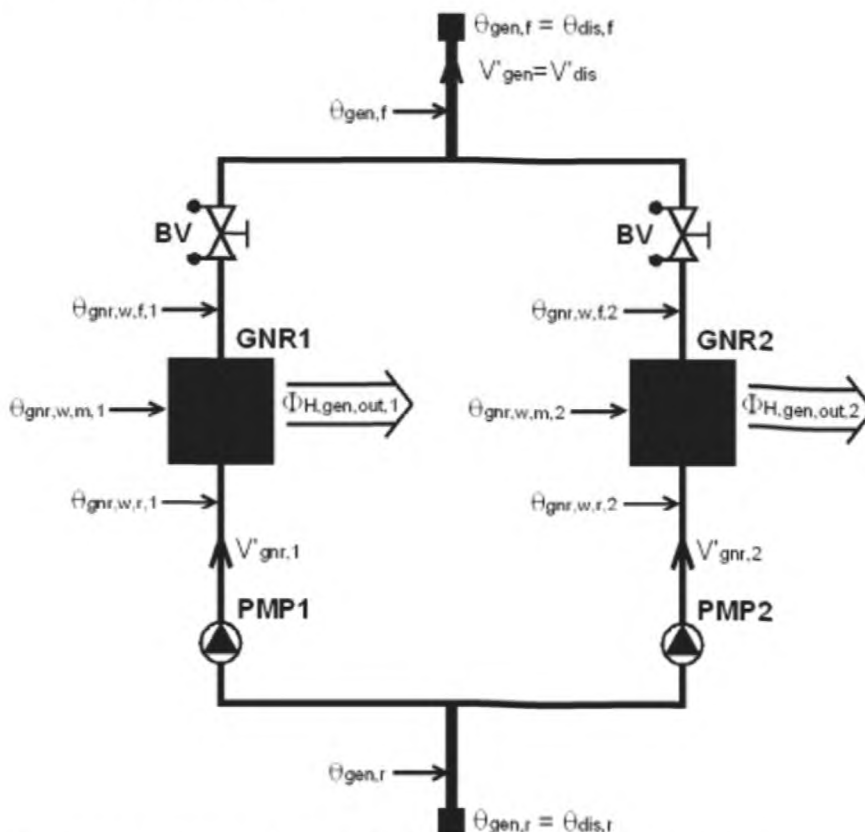 θgen,f = θdis,f
V'gen=V'dis
θgen,f
BV
BV
θgnr,w,f,1
θgnr,w,f,2
GNR1
GNR2
θgnr,w,m,1
ΦH,gen,out,1
θgnr,w,m,2
ΦH,gen,out,2
θgnr,w,r,1
θgnr,w,r,2
V'gnr,1
V'gnr,2
PMP1
PMP2
θgen,r
θgen,r = θdis,r